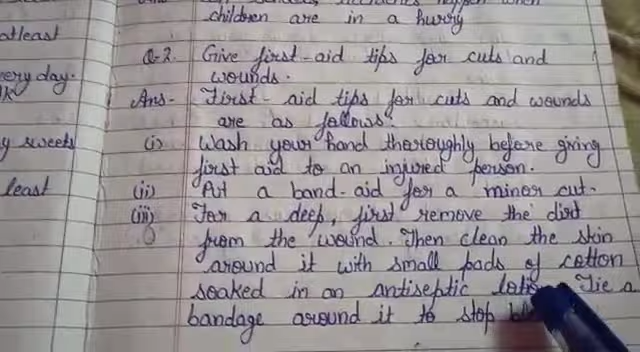 children are in a hurry
atleast
Q-2. Give first-aid tips for cuts and
ery day.
wounds.
Ans- First-aid tips for cuts and wounds
are as follows:
(i) Wash your hand thoroughly before giving
y sweets
first aid to an injured person.
least
(ii) Put a band-aid for a minor cut.
(iii) For a deep, first remove the dirt
from the wound. Then clean the skin
around it with small pads of cotton
soaked in an antiseptic Tie a
bandage around it to stop